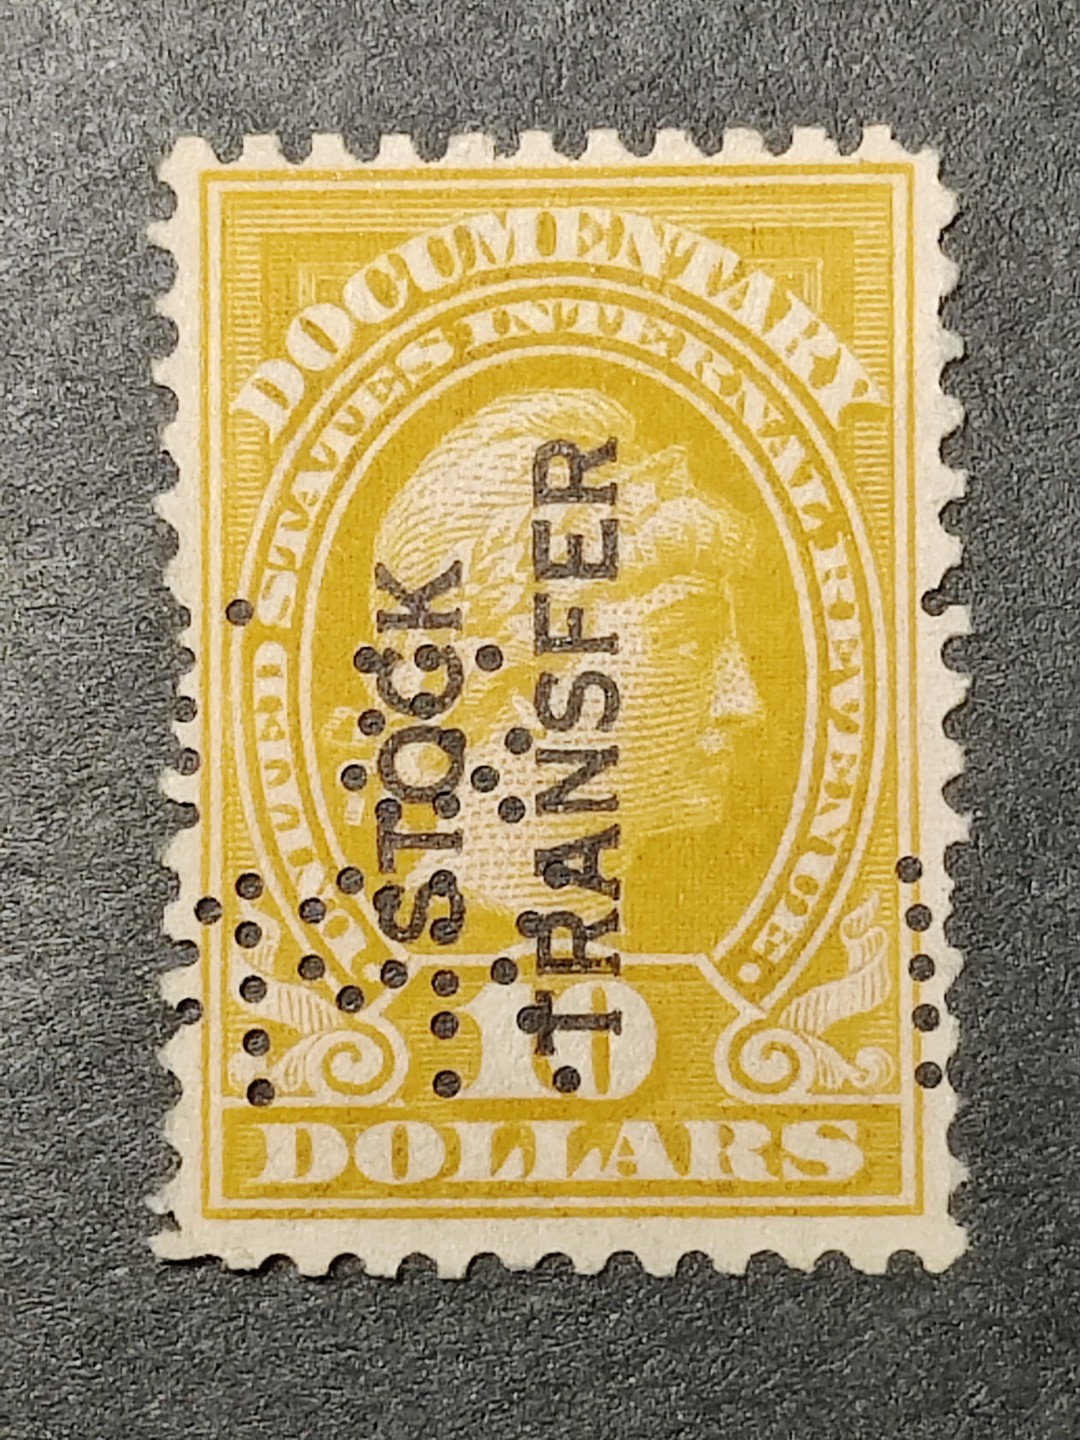 DOCUMENTARY
UNITED STATES INTERNAL REVENUE
STOCK
TRANSFER
10
DOLLARS